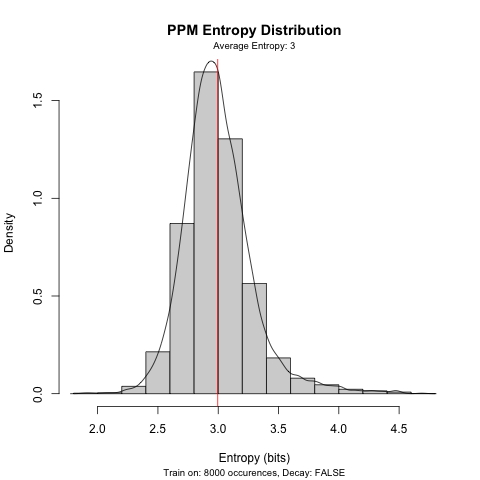 PPM Entropy Distribution
Average Entropy: 3
Density
1.5
1.0
0.5
0.0
2.0 2.5 3.0 3.5 4.0 4.5
Entropy (bits)
Train on: 8000 occurences, Decay: FALSE